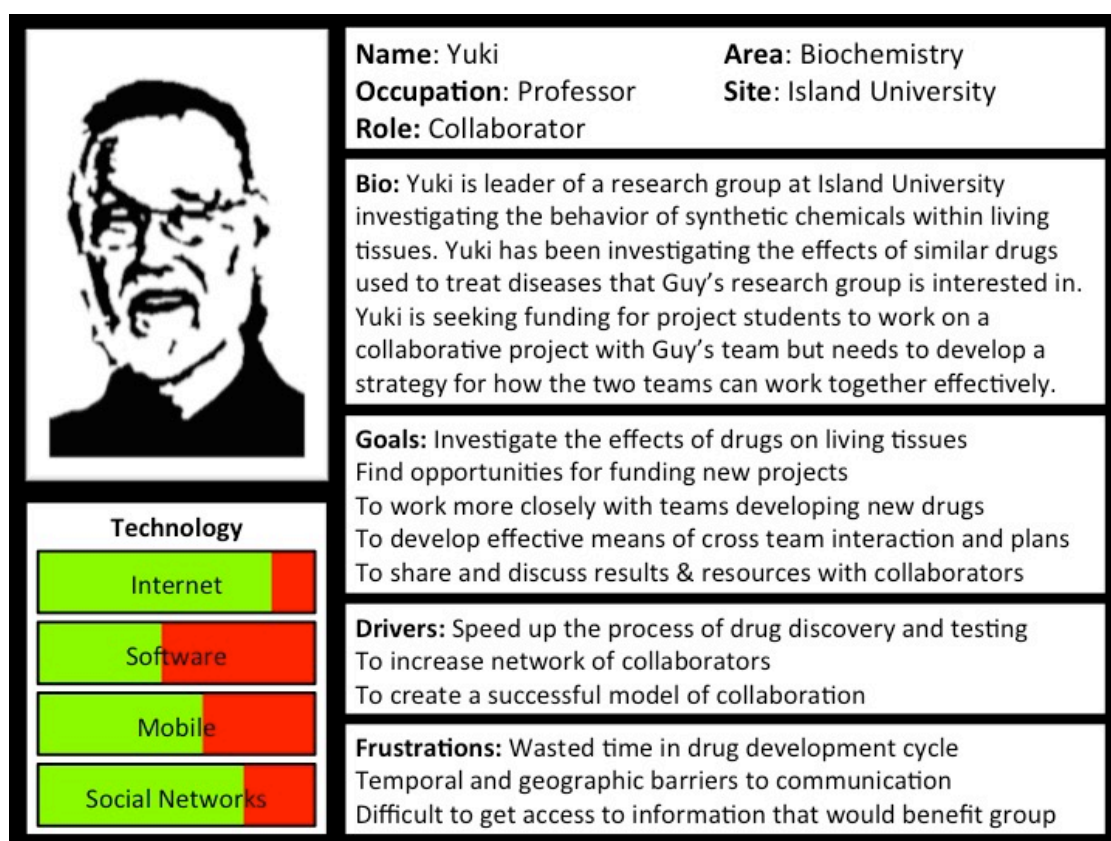 Name: Yuki Area: Biochemistry
Occupation: Professor Site: Island University
Role: Collaborator
Bio: Yuki is leader of a research group at Island University
investigating the behavior of synthetic chemicals within living
tissues. Yuki has been investigating the effects of similar drugs
used to treat diseases that Guy’s research group is interested in.
Yuki is seeking funding for project students to work on a
collaborative project with Guy’s team but needs to develop a
strategy for how the two teams can work together effectively.
Goals: Investigate the effects of drugs on living tissues
Find opportunities for funding new projects
To work more closely with teams developing new drugs
To develop effective means of cross team interaction and plans
To share and discuss results & resources with collaborators
Drivers: Speed up the process of drug discovery and testing
To increase network of collaborators
To create a successful model of collaboration
Frustrations: Wasted time in drug development cycle
Temporal and geographic barriers to communication
Difficult to get access to information that would benefit group
Technology
Internet
Software
Mobile
Social Networks